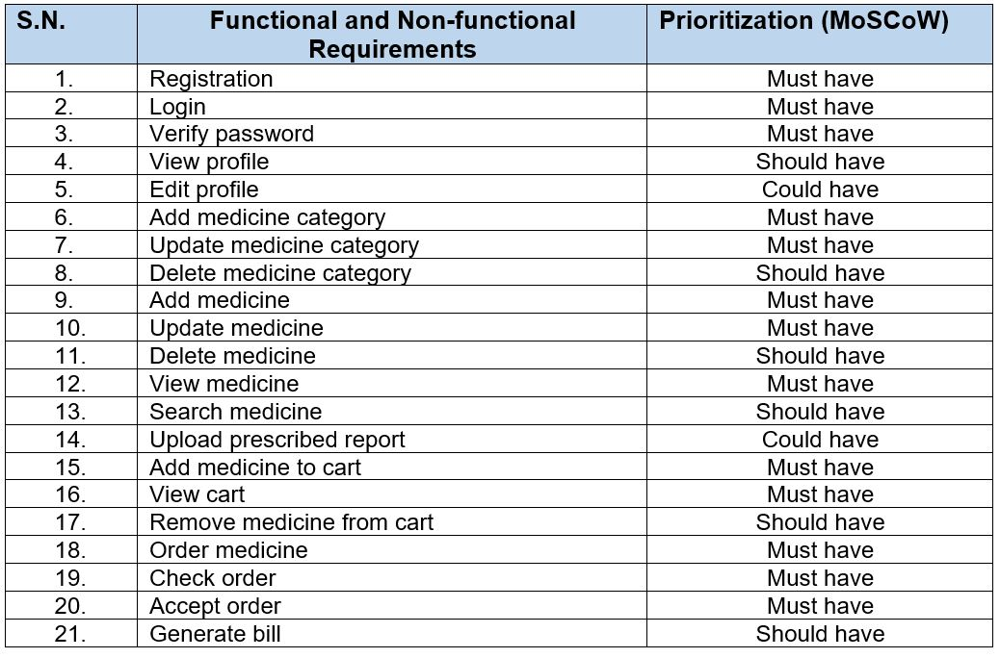 S.N. Functional and Non-functional Requirements Prioritization (MoSCoW)
1. Registration Must have
2. Login Must have
3. Verify password Must have
4. View profile Should have
5. Edit profile Could have
6. Add medicine category Must have
7. Update medicine category Must have
8. Delete medicine category Should have
9. Add medicine Must have
10. Update medicine Must have
11. Delete medicine Should have
12. View medicine Must have
13. Search medicine Should have
14. Upload prescribed report Could have
15. Add medicine to cart Must have
16. View cart Must have
17. Remove medicine from cart Should have
18. Order medicine Must have
19. Check order Must have
20. Accept order Must have
21. Generate bill Should have